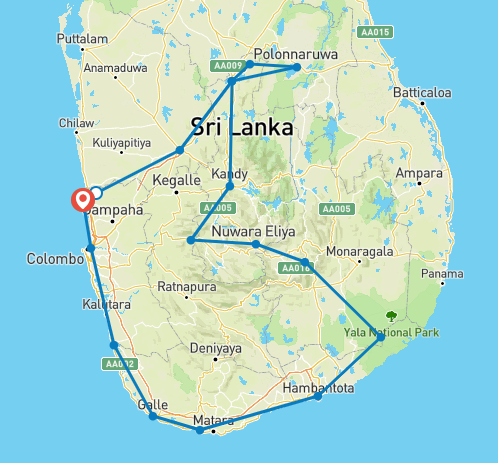 Puttalam
AA015
Polonnaruwa
AA009
Anamaduwa
Batticaloa
Chilaw
Sri Lanka
Kuliyapitiya
Kandy
Kegalle
Ampara
Gampaha
AA005
AA005
Nuwara Eliya
Colombo
Monaragala
AA016
Panama
Ratnapura
Kalutara
Yala National Park
Deniyaya
AA002
Hambantota
Galle
Matara